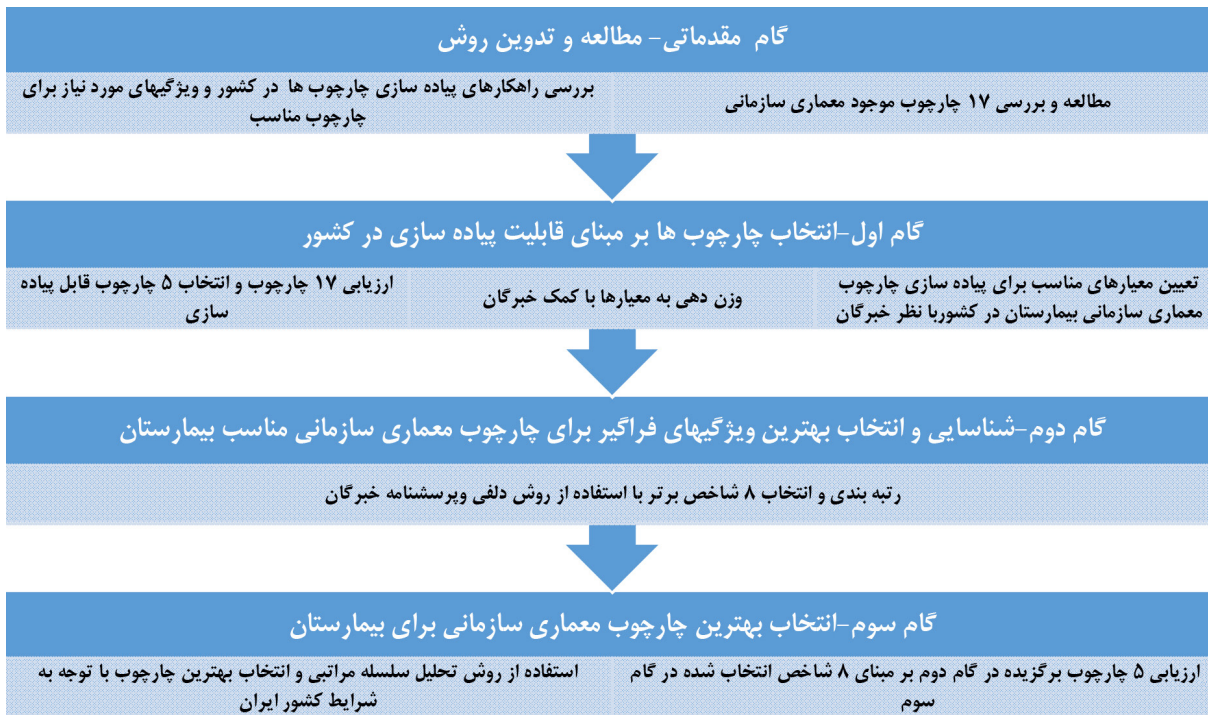 گام مقدماتی- مطالعه و تدوین روش
مطالعه و بررسی ۱۷ چارچوب موجود معماری سازمانی
بررسی راهکارهای پیاده سازی چارچوب ها در کشور و ویژگیهای مورد نیاز برای
چارچوب مناسب
گام اول-انتخاب چارچوب ها بر مبنای قابلیت پیاده سازی در کشور
تعیین معیارهای مناسب برای پیاده سازی چارچوب
معماری سازمانی بیمارستان در کشوربا نظر خبرگان
وزن دهی به معیارها با کمک خبرگان
ارزیابی ۱۷ چارچوب و انتخاب ۵ چارچوب قابل پیاده
سازی
گام دوم-شناسایی و انتخاب بهترین ویژگیهای فراگیر برای چارچوب معماری سازمانی مناسب بیمارستان
رتبه بندی و انتخاب ۸ شاخص برتر با استفاده از روش دلفی وپرسشنامه خبرگان
گام سوم-انتخاب بهترین چارچوب معماری سازمانی برای بیمارستان
ارزیابی ۵ چارچوب برگزیده در گام دوم بر مبنای ۸ شاخص انتخاب شده در گام
سوم
استفاده از روش تحلیل سلسله مراتبی و انتخاب بهترین چارچوب با توجه به
شرایط کشور ایران